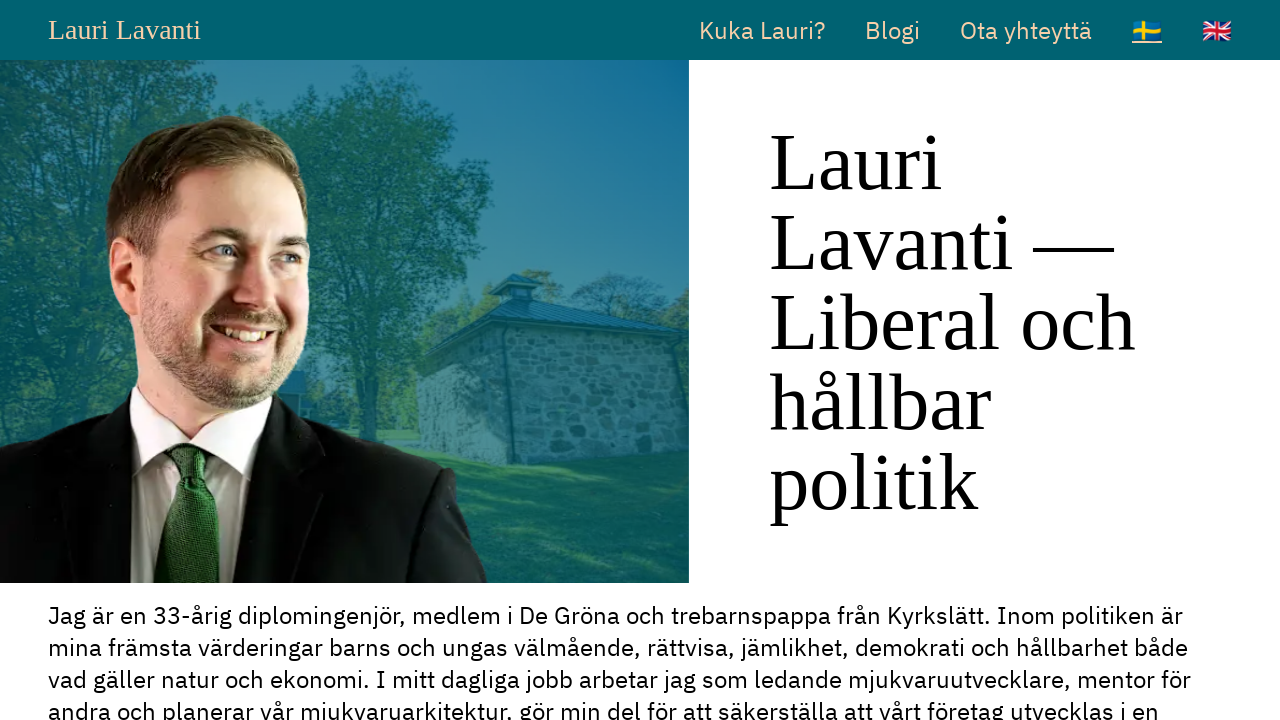 Lauri Lavanti
Kuka Lauri?
Blogi
Ota yhteyttä
Lauri
Lavanti —
Liberal och
hållbar
politik
Jag är en 33-årig diplomingenjör, medlem i De Gröna och trebarnspappa från Kyrkslätt. Inom politiken är
mina främsta värderingar barns och ungas välmående, rättvisa, jämlikhet, demokrati och hållbarhet både
vad gäller natur och ekonomi. I mitt dagliga jobb arbetar jag som ledande mjukvaruutvecklare, mentor för
andra och planerar vår mjukvaruarkitektur, gör min del för att säkerställa att vårt företag utvecklas i en